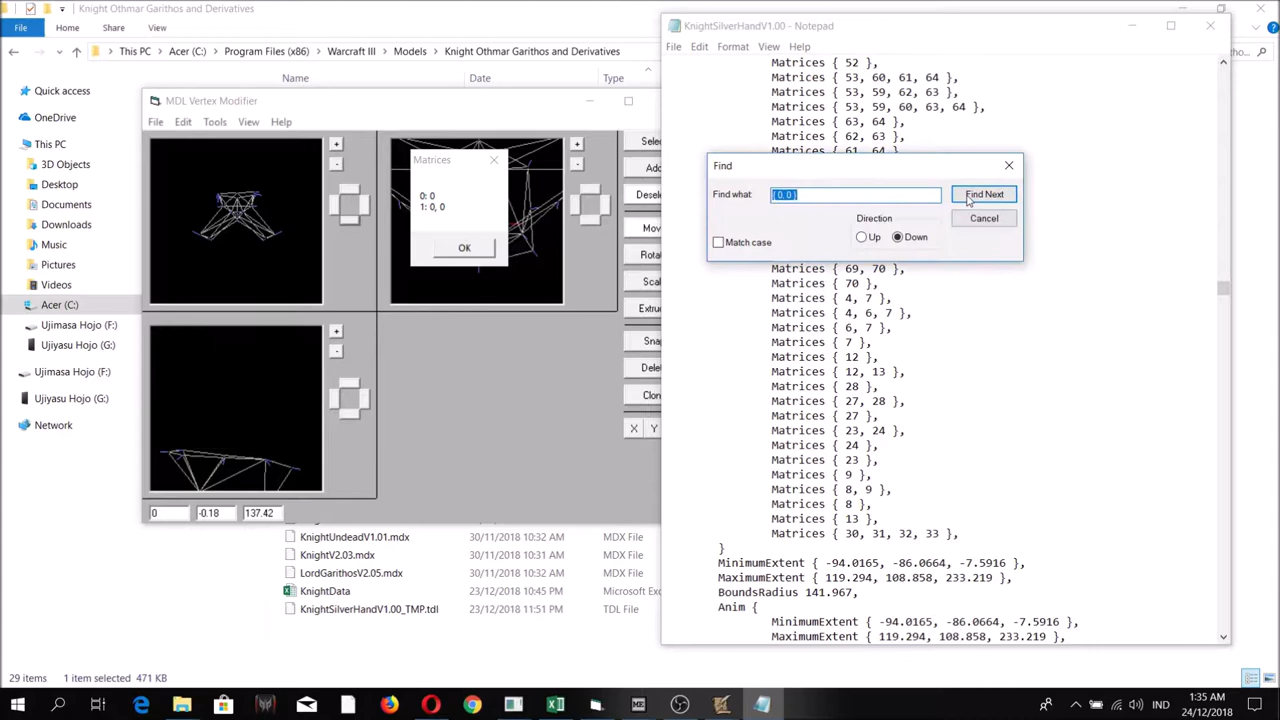 Knight Othmar Garithos and Derivatives
File
Home
Share
View
This PC
Acer (C:)
Program Files (x86)
Warcraft III
Models
Knight Othmar Garithos and Derivatives
Name
Date
Type
Quick access
OneDrive
This PC
3D Objects
Desktop
Documents
Downloads
Music
Pictures
Videos
Acer (C:)
Ujimasa Hojo (F:)
Ujiyasu Hojo (G:)
Ujimasa Hojo (F:)
Ujiyasu Hojo (G:)
Network
MDL Vertex Modifier
File Edit Tools View Help
+
-
+
-
+
-
Matrices
0: 0
1: 0, 0
OK
X Y
0 -0.18 137.42
KnightUndeadV1.01.mdx 30/11/2018 10:32 AM MDX File
KnightV2.03.mdx 30/11/2018 10:31 AM MDX File
LordGarithosV2.05.mdx 30/11/2018 10:32 AM MDX File
KnightData 23/12/2018 10:45 PM Microsoft Exc
KnightSilverHandV1.00_TMP.tdl 23/12/2018 11:51 PM TDL File
29 items 1 item selected 471 KB
KnightSilverHandV1.00 - Notepad
File Edit Format View Help
Matrices { 52 },
Matrices { 53, 60, 61, 64 },
Matrices { 53, 59, 62, 63 },
Matrices { 53, 59, 60, 63, 64 },
Matrices { 63, 64 },
Matrices { 62, 63 },
Matrices { 61, 64 },
Find
Find what:
{ 0, 0 }
Find Next
Direction
Cancel
Match case
Up
Down
Matrices { 69, 70 },
Matrices { 70 },
Matrices { 4, 7 },
Matrices { 4, 6, 7 },
Matrices { 6, 7 },
Matrices { 7 },
Matrices { 12 },
Matrices { 12, 13 },
Matrices { 28 },
Matrices { 27, 28 },
Matrices { 27 },
Matrices { 23, 24 },
Matrices { 24 },
Matrices { 23 },
Matrices { 9 },
Matrices { 8, 9 },
Matrices { 8 },
Matrices { 13 },
Matrices { 30, 31, 32, 33 },
}
MinimumExtent { -94.0165, -86.0664, -7.5916 },
MaximumExtent { 119.294, 108.858, 233.219 },
BoundsRadius 141.967,
Anim {
MinimumExtent { -94.0165, -86.0664, -7.5916 },
MaximumExtent { 119.294, 108.858, 233.219 },
IND
1:35 AM
24/12/2018